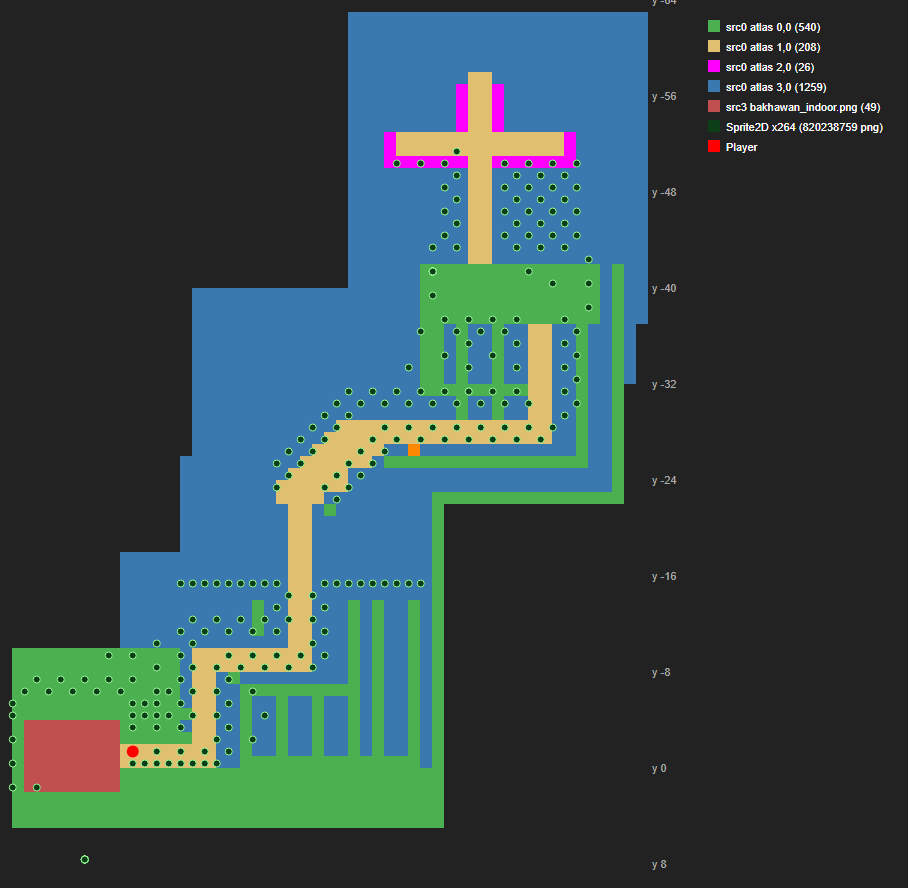 y -64
src0 atlas 0,0 (540)
src0 atlas 1,0 (208)
src0 atlas 2,0 (26)
src0 atlas 3,0 (1259)
src3 bakhawan_indoor.png (49)
Sprite2D x264 (820238759 png)
Player
y -56
y -48
y -40
y -32
y -24
y -16
y -8
y 0
y 8